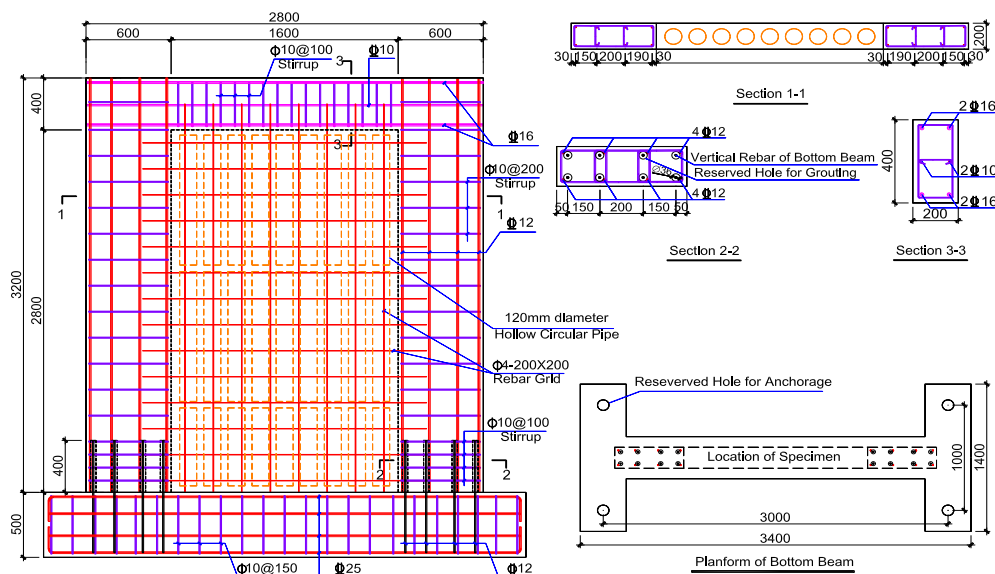 2800
600
1600
600
Φ10@100
Stirrup
3
Φ10
400
3
Φ16
Φ10@200
Stirrup
1
1
Φ12
3200
2800
120mm dlameter
Hollow Circular Pipe
Φ4-200X200
Rebar Grld
Φ10@100
Stirrup
400
2
2
500
Φ10@150
Φ25
Φ12
200
30
150
200
190
30
30
190
200
150
30
Section 1-1
4Φ12
Vertical Rebar of Bottom Beam
Reserved Hole for Grouting
Ø36
4Φ12
50
150
200
150
50
Section 2-2
2Φ16
400
2Φ10
2Φ16
200
Section 3-3
Reseverved Hole for Anchorage
Location of Specimen
1000
1400
3000
3400
Planform of Bottom Beam